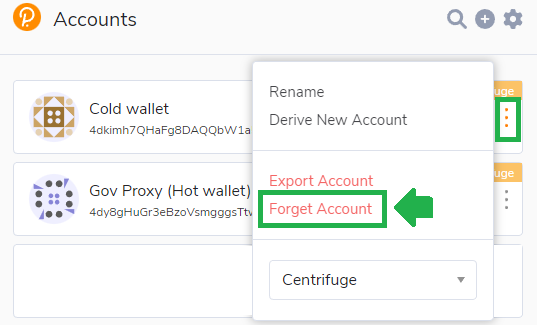 Accounts
fuge
Cold wallet
4dkimh7QHaFg8DAQQbW1a
Rename
Derive New Account
fuge
Gov Proxy (Hot wallet)
4dy8gHuGr3eBzoVsmgggsTtw
Export Account
Forget Account
Centrifuge